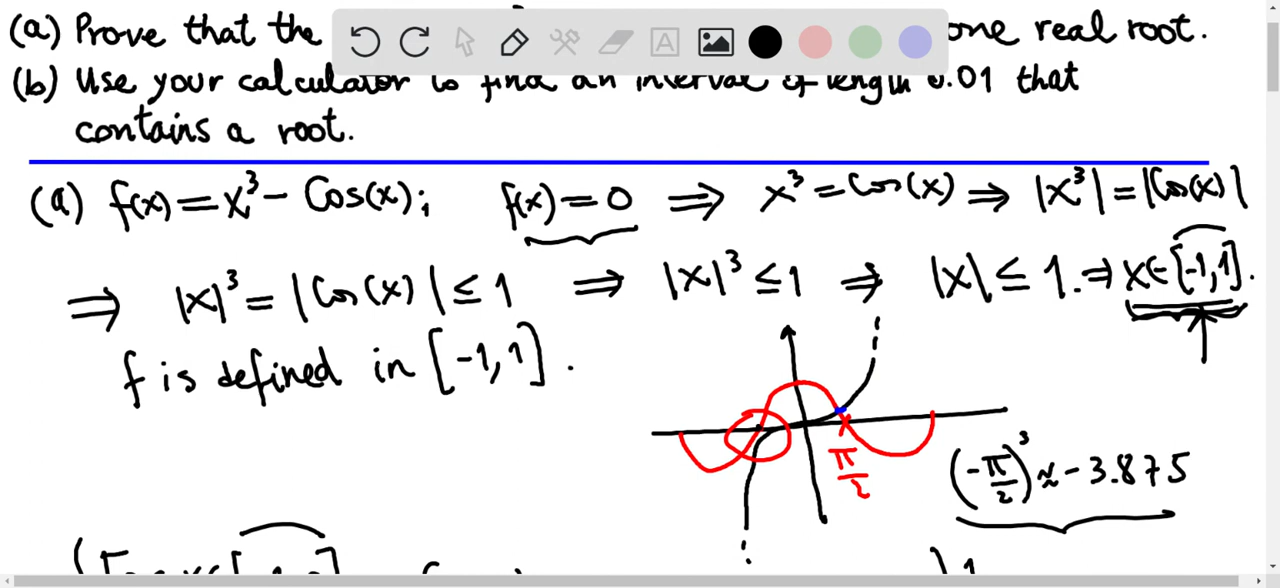 (a) Prove that the one real root.
(b) Use your calculator to find an interval of length 0.01 that
contains a root.
(a) f(x) = x³ - Cos(x); f(x) = 0 ⟹ x³ = Cos(x) ⟹ |x³| = |Cos(x)|
⟹ |x|³ = |Cos(x)| ≤ 1 ⟹ |x|³ ≤ 1 ⟹ |x| ≤ 1. ⟹ x ∈ [-1, 1].
f is defined in [-1, 1].
π/2
(-π/2)³ ≈ -3.875